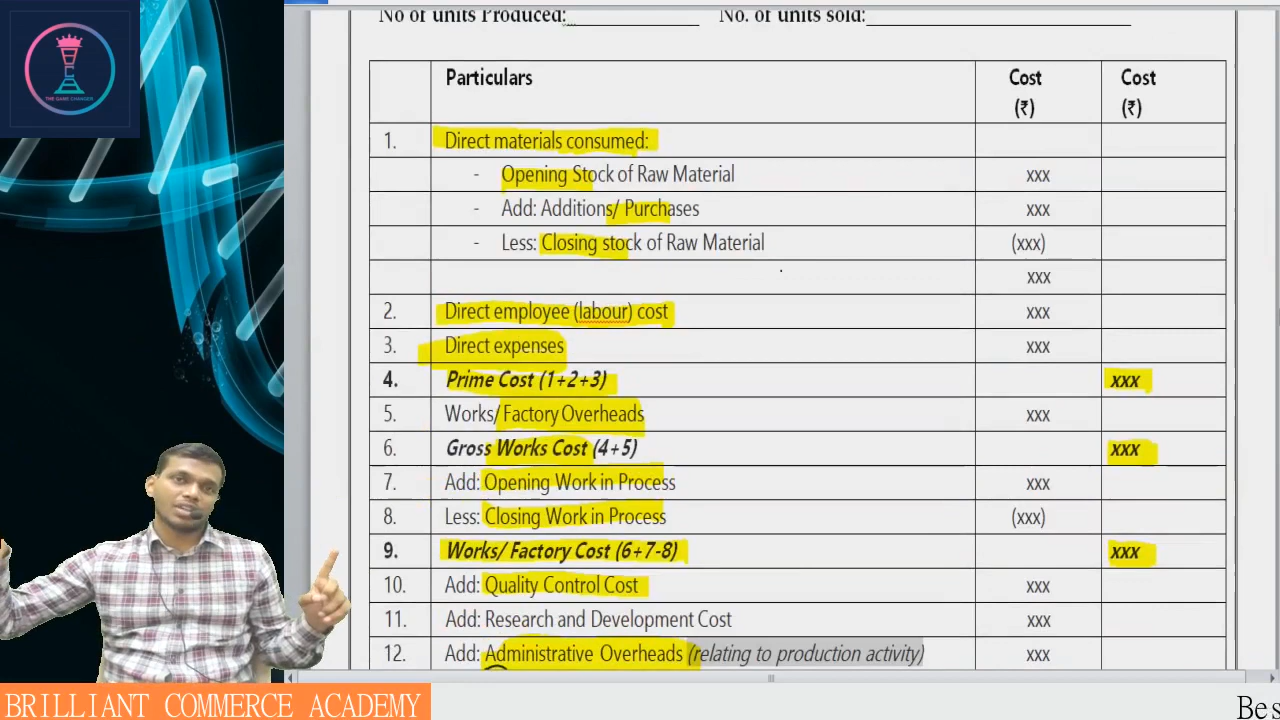 No of units Produced:____________ No. of units sold:______________________
THE GAME CHANGER
Particulars Cost (₹) Cost (₹)
1. Direct materials consumed:
- Opening Stock of Raw Material xxx
- Add: Additions/ Purchases xxx
- Less: Closing stock of Raw Material (xxx)
xxx
2. Direct employee (labour) cost xxx
3. Direct expenses xxx
4. Prime Cost (1+2+3) xxx
5. Works/ Factory Overheads xxx
6. Gross Works Cost (4+5) xxx
7. Add: Opening Work in Process xxx
8. Less: Closing Work in Process (xxx)
9. Works/ Factory Cost (6+7-8) xxx
10. Add: Quality Control Cost xxx
11. Add: Research and Development Cost xxx
12. Add: Administrative Overheads (relating to production activity) xxx
BRILLIANT COMMERCE ACADEMY Bes